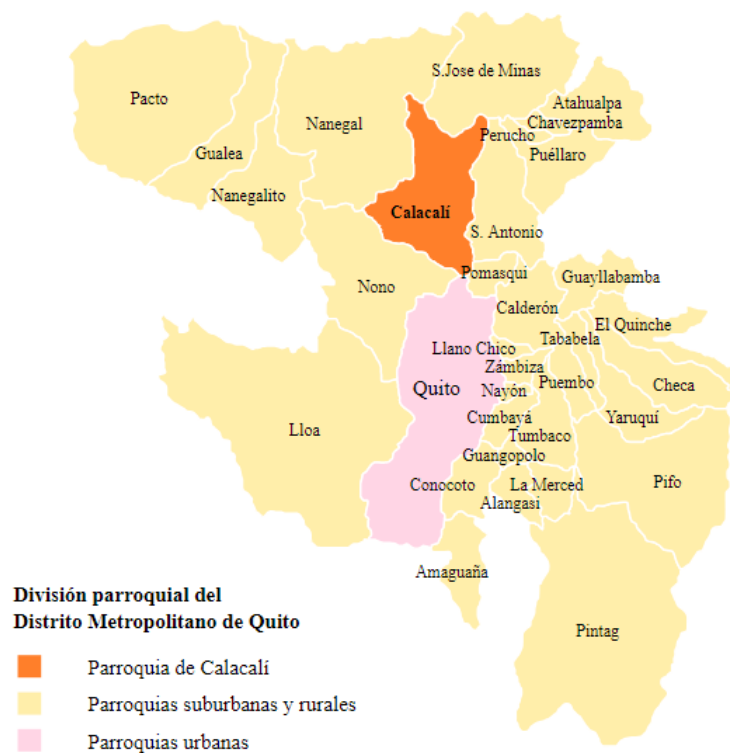 S.Jose de Minas
Pacto
Atahualpa
Chavezpamba
Nanegal
Perucho
Gualea
Puéllaro
Nanegalito
Calacalí
S. Antonio
Pomasqui
Guayllabamba
Nono
Calderón
El Quinche
Tababela
Llano Chico
Zámbiza
Puembo
Checa
Quito
Nayón
Cumbayá
Yaruquí
Lloa
Tumbaco
Guangopolo
Conocoto
La Merced
Pifo
Alangasi
Amaguaña
Pintag
División parroquial del
Distrito Metropolitano de Quito
Parroquia de Calacalí
Parroquias suburbanas y rurales
Parroquias urbanas